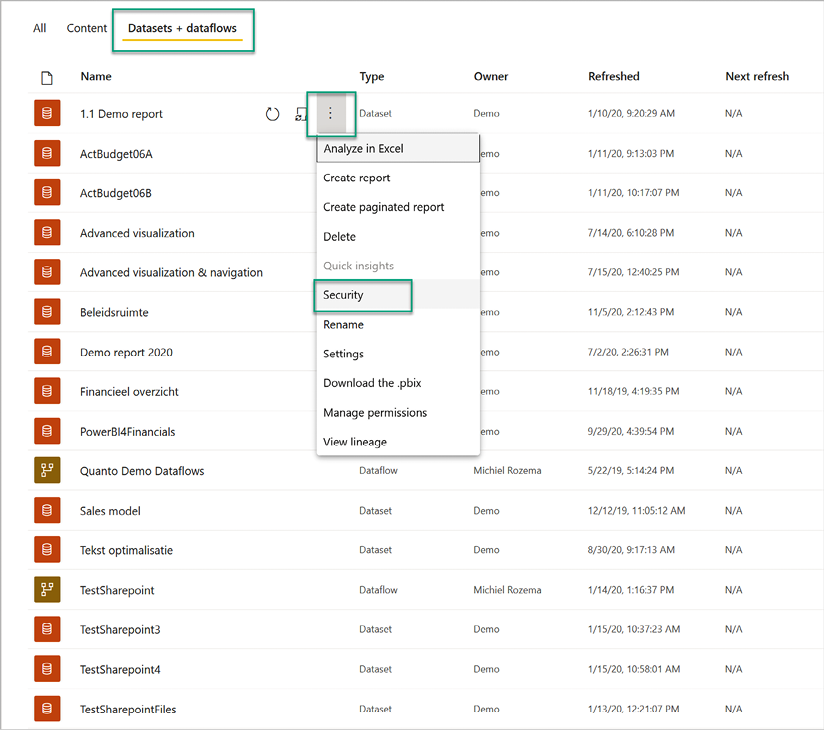 All Content Datasets + dataflows
Name Type Owner Refreshed Next refresh
1.1 Demo report Dataset Demo 1/10/20, 9:20:29 AM N/A
Analyze in Excel
ActBudget06A emo 1/11/20, 9:13:03 PM N/A
Create report
ActBudget06B emo 1/11/20, 10:17:07 PM N/A
Create paginated report
Advanced visualization emo 7/14/20, 6:10:28 PM N/A
Delete
Quick insights
Advanced visualization & navigation emo 7/15/20, 12:40:25 PM N/A
Security
Beleidsruimte emo 11/5/20, 2:12:43 PM N/A
Rename
Demo report 2020 emo 7/2/20, 2:26:31 PM N/A
Settings
Download the .pbix
Financieel overzicht emo 11/18/19, 4:19:35 PM N/A
Manage permissions
PowerBI4Financials emo 9/29/20, 4:39:54 PM N/A
View lineage
Quanto Demo Dataflows Dataflow Michiel Rozema 5/22/19, 5:14:24 PM N/A
Sales model Dataset Demo 12/12/19, 11:05:12 AM N/A
Tekst optimalisatie Dataset Demo 8/30/20, 9:17:13 AM N/A
TestSharepoint Dataflow Michiel Rozema 1/14/20, 1:16:37 PM N/A
TestSharepoint3 Dataset Demo 1/15/20, 10:37:23 AM N/A
TestSharepoint4 Dataset Demo 1/15/20, 10:58:01 AM N/A
TestSharepointFiles Dataset Demo 1/13/20, 12:21:07 PM N/A